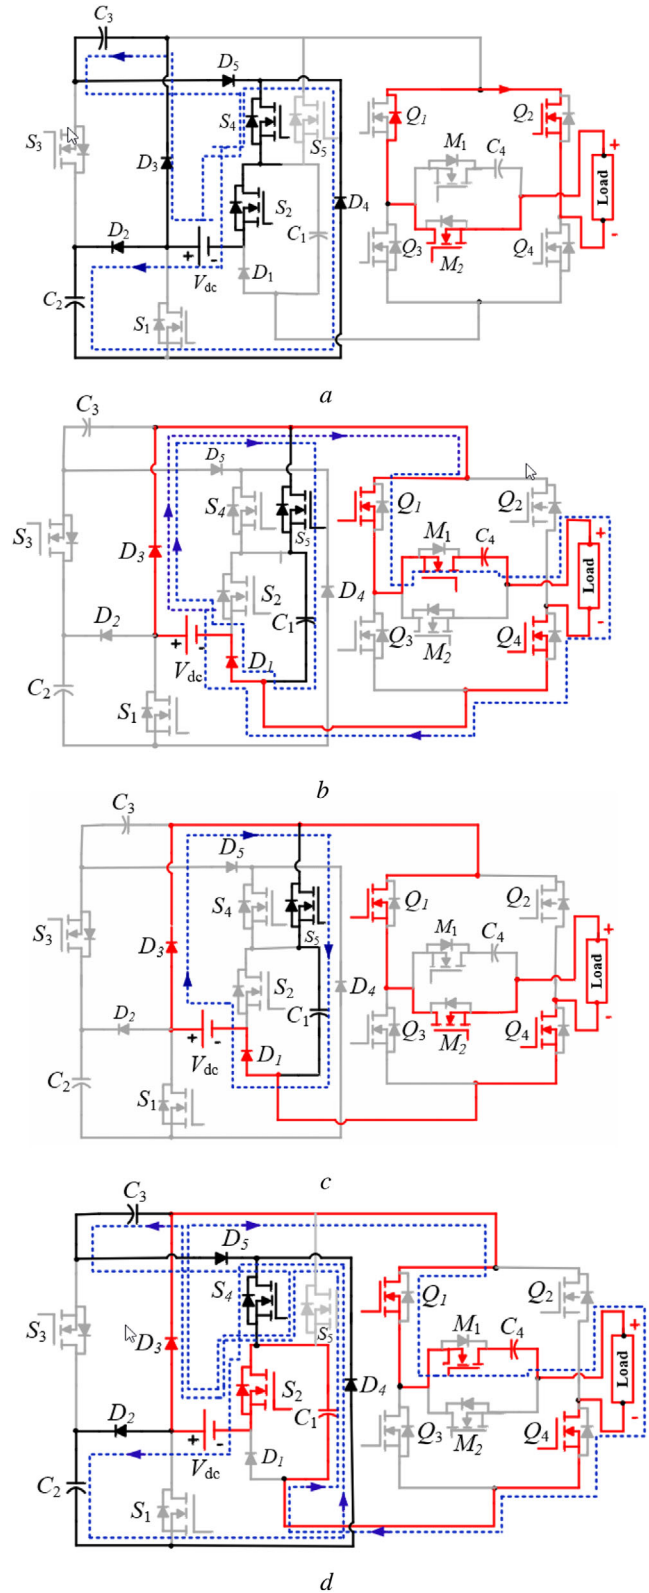 C3
D5
S4
S5
Q1
Q2
M1
C4
+
S3
D3
S2
D4
Load
D2
C1
-
Q3
M2
Q4
+ -
Vdc
D1
C2
S1
a
C3
D5
S4
S5
Q1
Q2
M1
C4
+
S3
D3
S2
C1
D4
Load
D2
-
Q3
M2
Q4
+ -
Vdc
D1
C2
S1
b
C3
D5
S4
S5
Q1
Q2
M1
C4
+
S3
D3
S2
D4
Load
D2
C1
-
Q3
M2
Q4
+ -
Vdc
D1
C2
S1
c
C3
D5
S4
S5
Q1
Q2
M1
C4
+
S3
D3
S2
D4
Load
D2
C1
-
Q3
M2
Q4
+ -
Vdc
D1
C2
S1
d